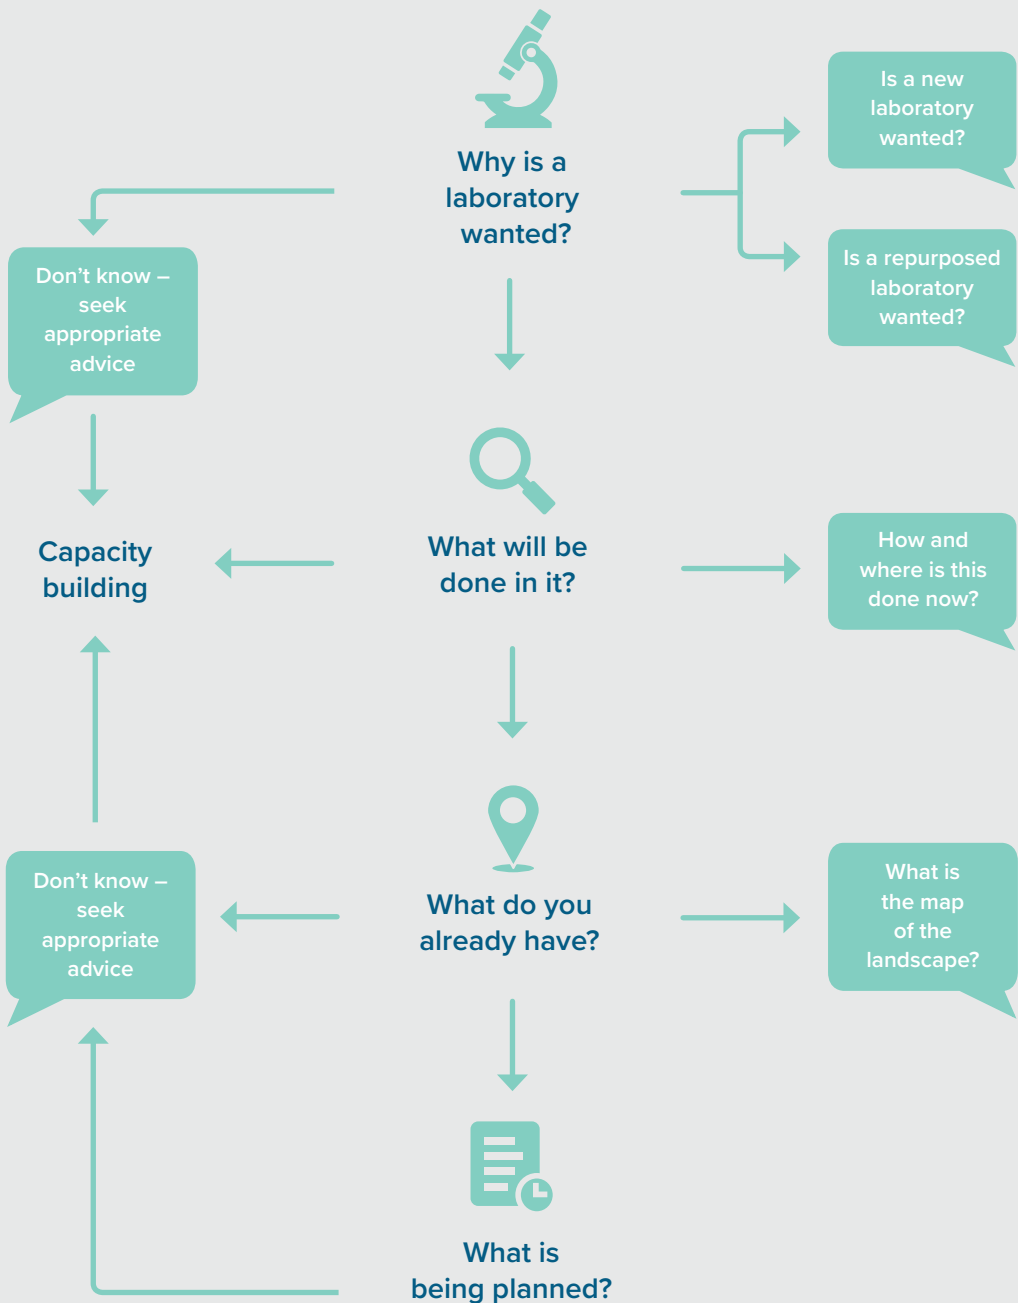 Why is a
laboratory
wanted?
Is a new
laboratory
wanted?
Is a repurposed
laboratory
wanted?
Don’t know –
seek
appropriate
advice
Capacity
building
What will be
done in it?
How and
where is this
done now?
What do you
already have?
Don’t know –
seek
appropriate
advice
What is
the map
of the
landscape?
What is
being planned?